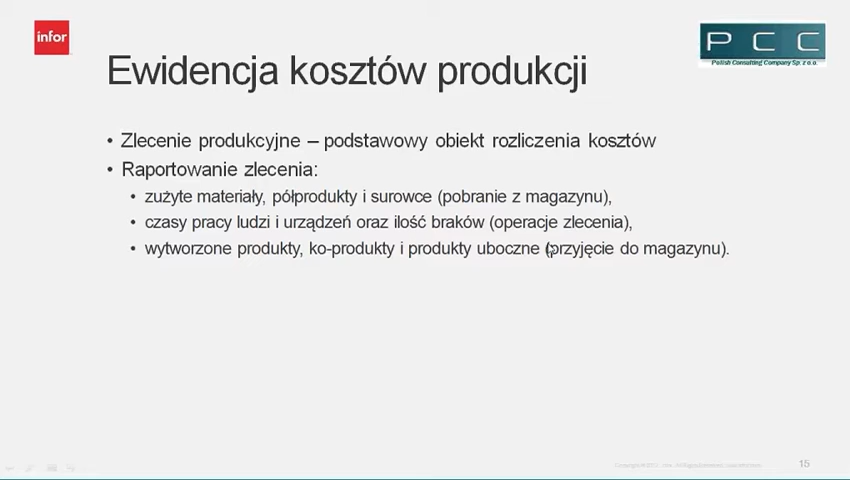 infor
PCC
Polish Consulting Company Sp. z o.o.
Ewidencja kosztów produkcji
• Zlecenie produkcyjne – podstawowy obiekt rozliczenia kosztów
• Raportowanie zlecenia:
• zużyte materiały, półprodukty i surowce (pobranie z magazynu),
• czasy pracy ludzi i urządzeń oraz ilość braków (operacje zlecenia),
• wytworzone produkty, ko-produkty i produkty uboczne (przyjęcie do magazynu).
15